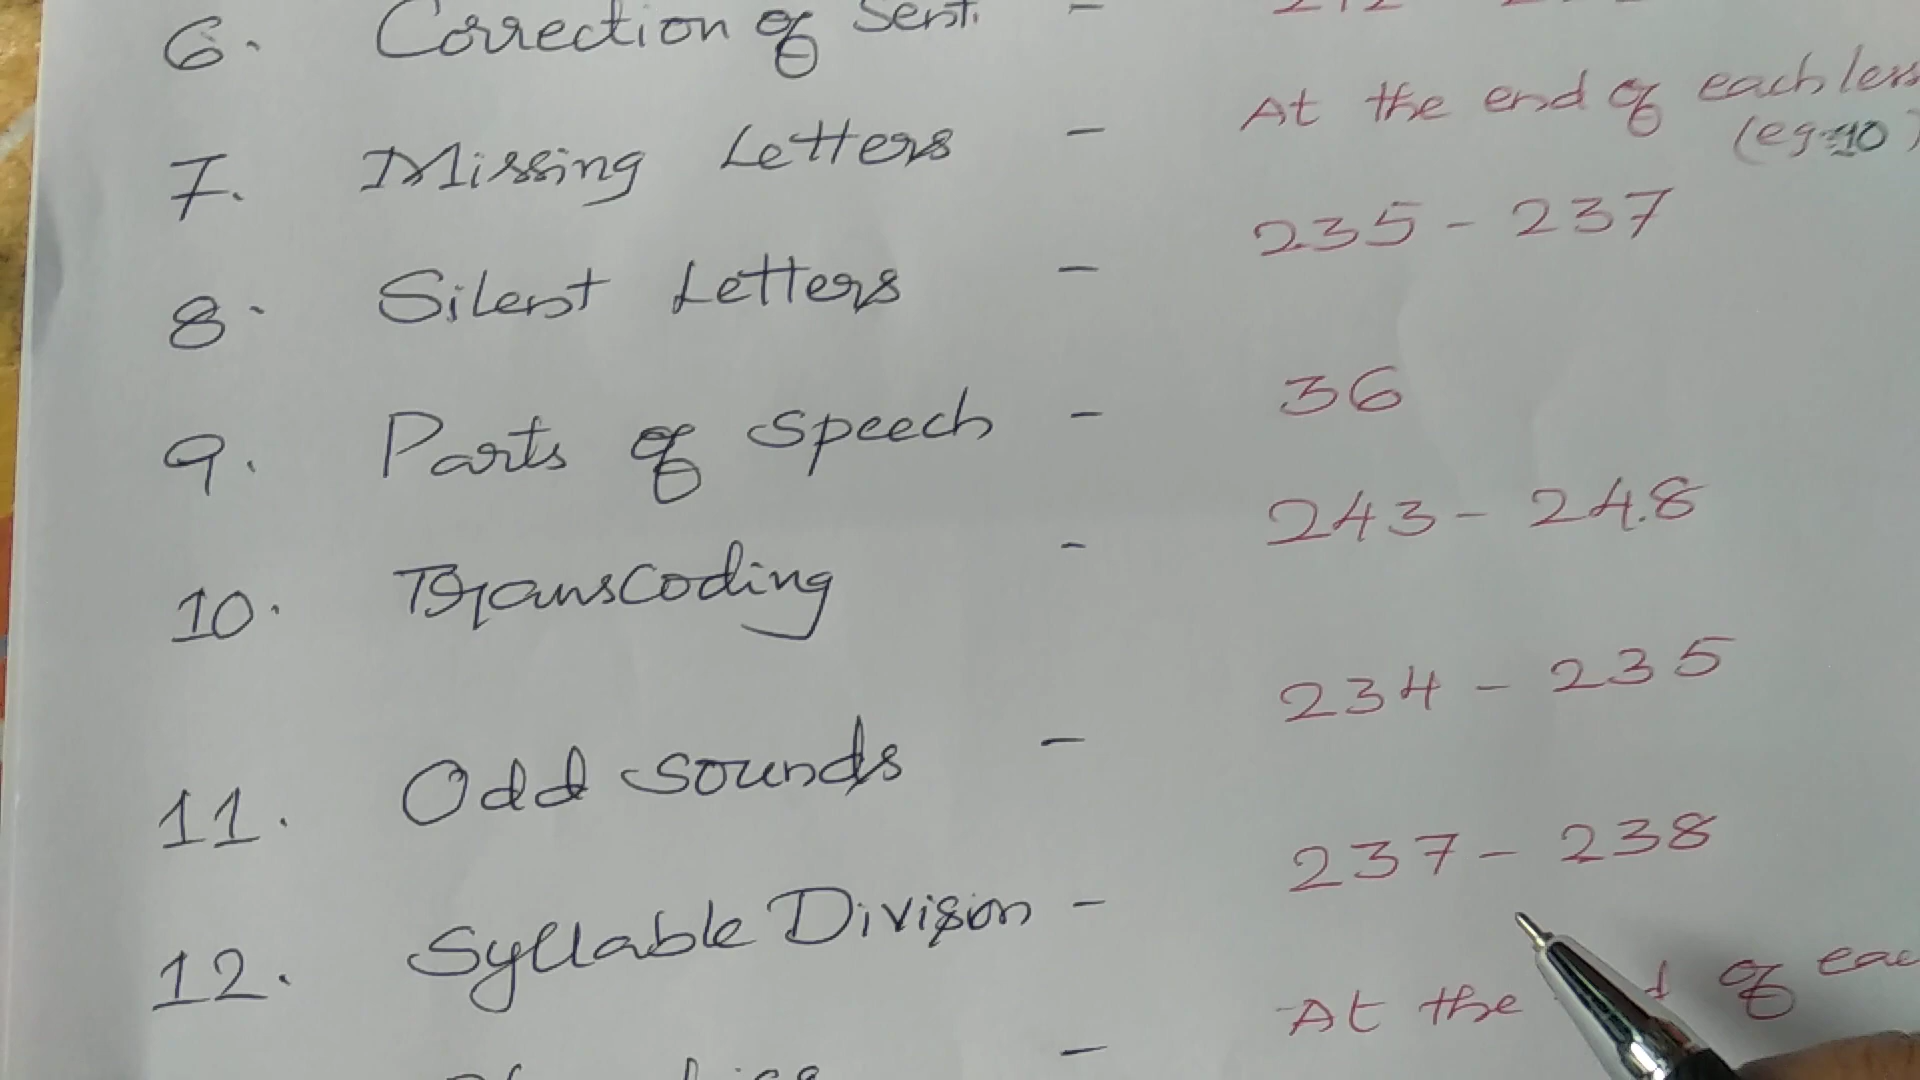 6. Correction of Sent. -
7. Missing Letters - At the end of each less
(eg-10)
8. Silent Letters - 235 - 237
9. Parts of Speech - 36
10. Transcoding - 243 - 248
11. Odd Sounds - 234 - 235
12. Syllable Division - 237 - 238
- At the of eac